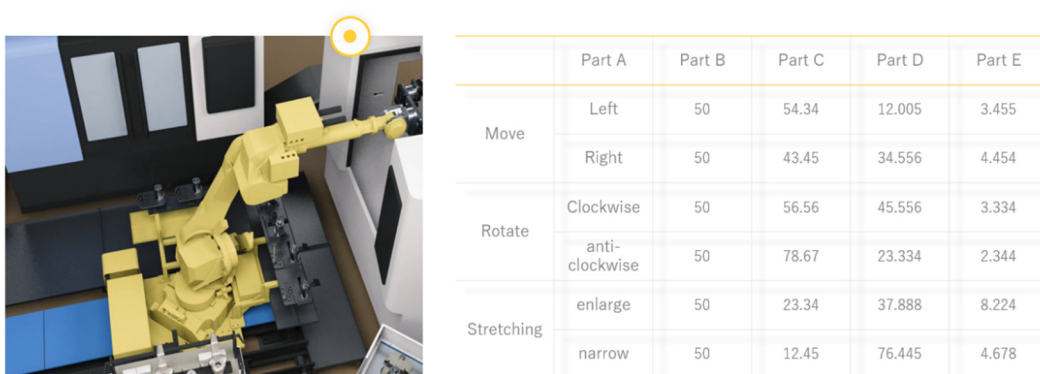 Part A Part B Part C Part D Part E
Move
Left 50 54.34 12.005 3.455
Right 50 43.45 34.556 4.454
Rotate
Clockwise 50 56.56 45.556 3.334
anti-
clockwise 50 78.67 23.334 2.344
Stretching
enlarge 50 23.34 37.888 8.224
narrow 50 12.45 76.445 4.678